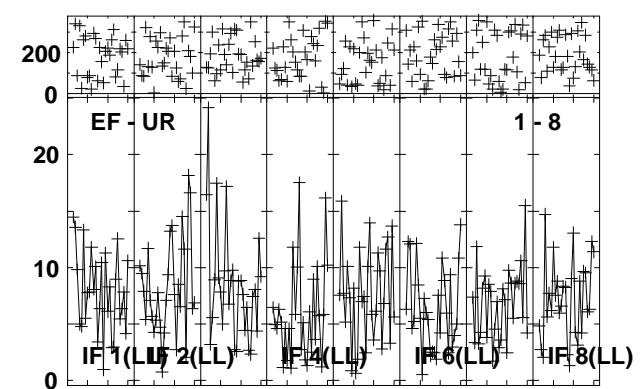 200
0
EF - UR 1 - 8
20
10
IF 1(LL) IF 2(LL) IF 4(LL) IF 6(LL) IF 8(LL)
0